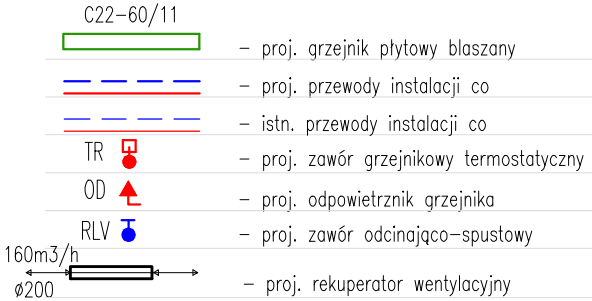 C22-60/11
- proj. grzejnik płytowy blaszany
- proj. przewody instalacji co
- istn. przewody instalacji co
TR - proj. zawór grzejnikowy termostatyczny
OD - proj. odpowietrznik grzejnika
RLV - proj. zawór odcinająco-spustowy
160m3/h
ø200 - proj. rekuperator wentylacyjny